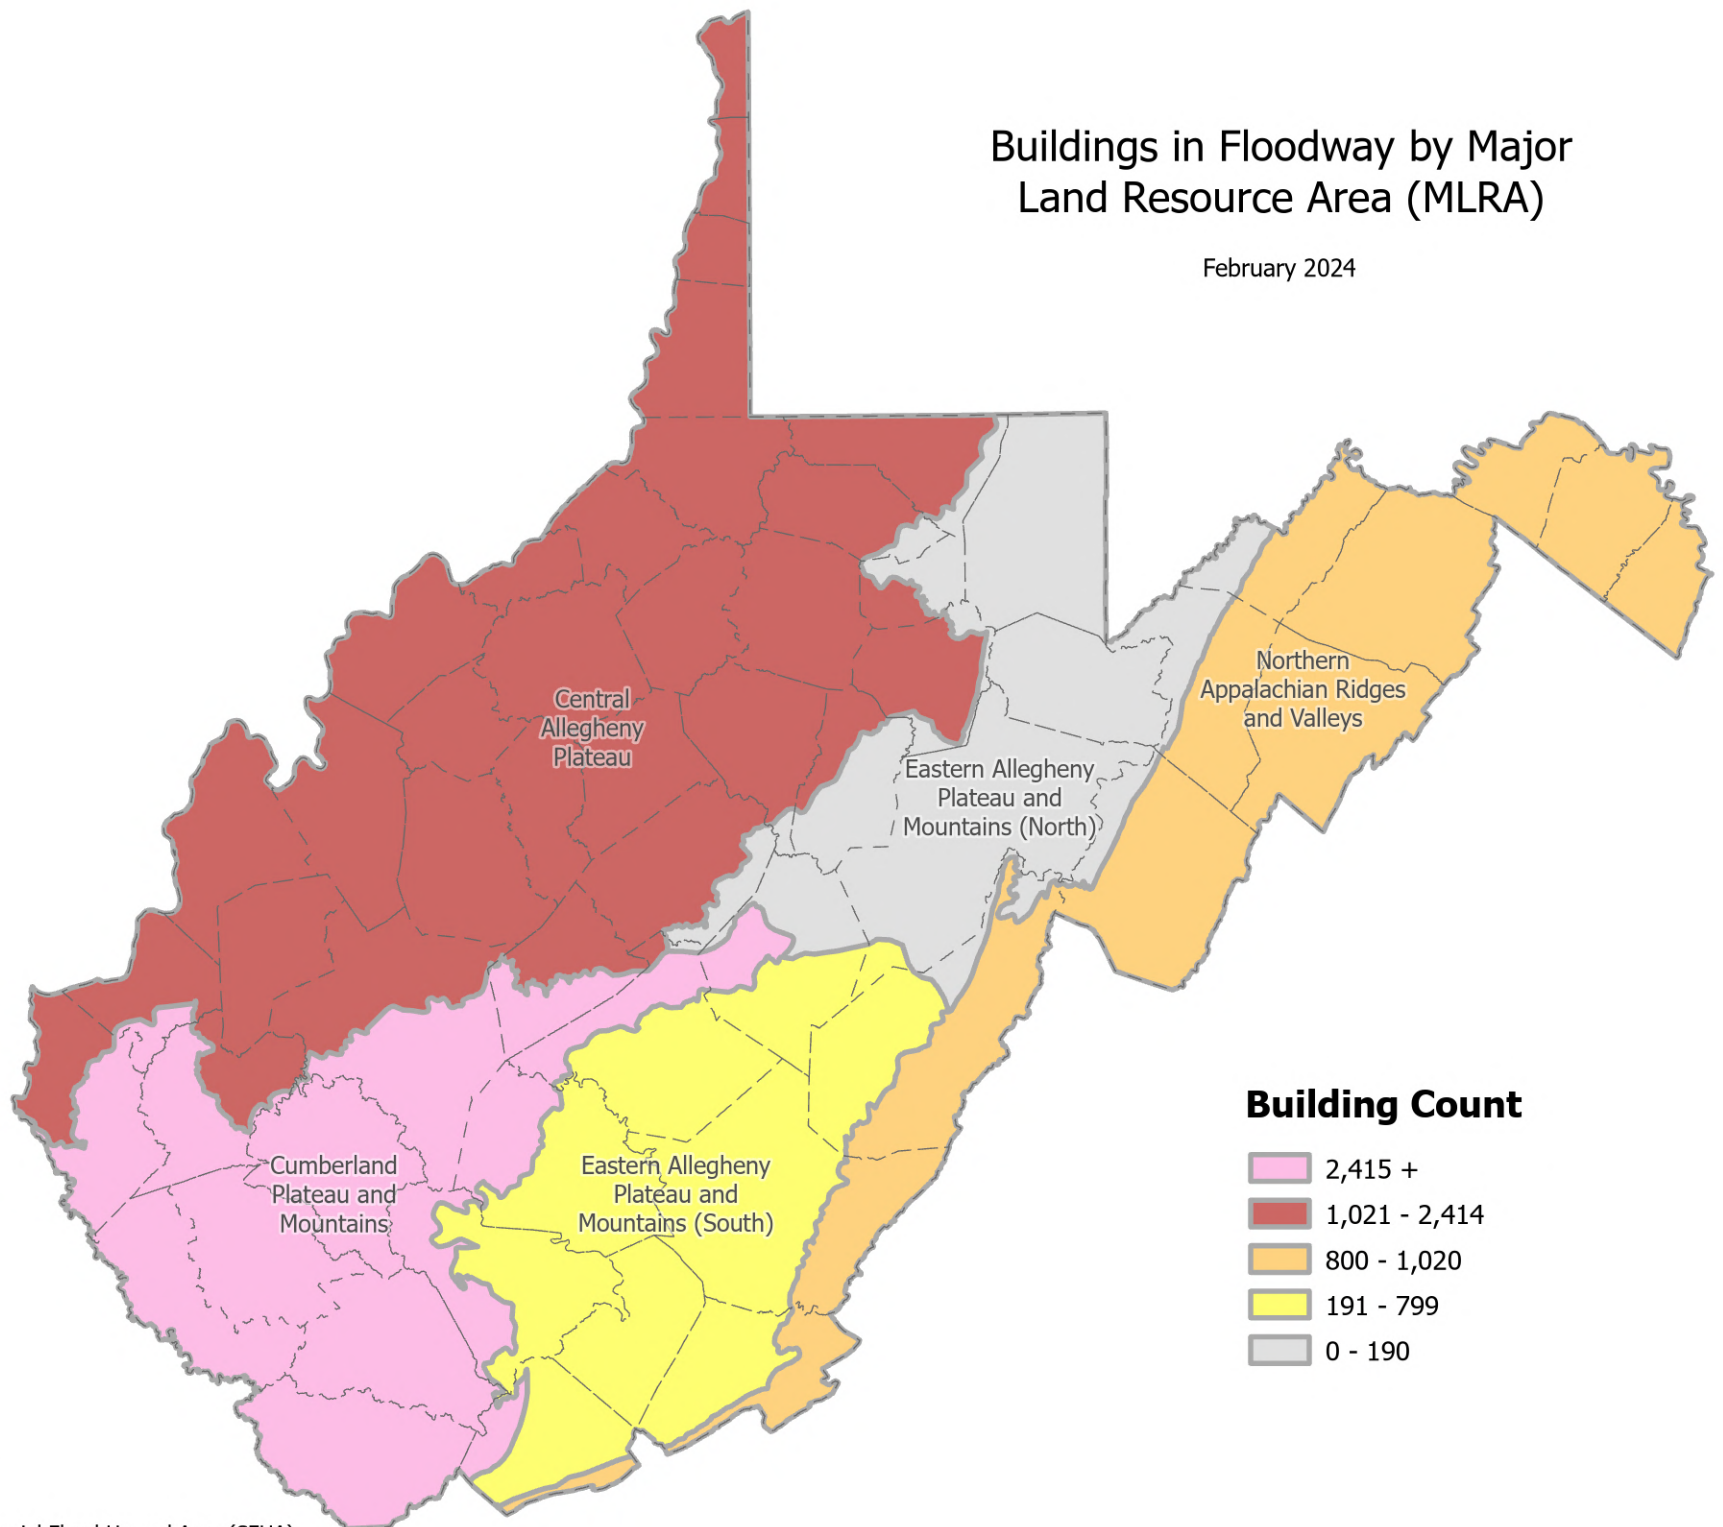 Buildings in Floodway by Major
Land Resource Area (MLRA)
February 2024
Central
Allegheny
Plateau
Northern
Appalachian Ridges
and Valleys
Eastern Allegheny
Plateau and
Mountains (North)
Cumberland
Plateau and
Mountains
Eastern Allegheny
Plateau and
Mountains (South)
Building Count
2,415 +
1,021 - 2,414
800 - 1,020
191 - 799
0 - 190